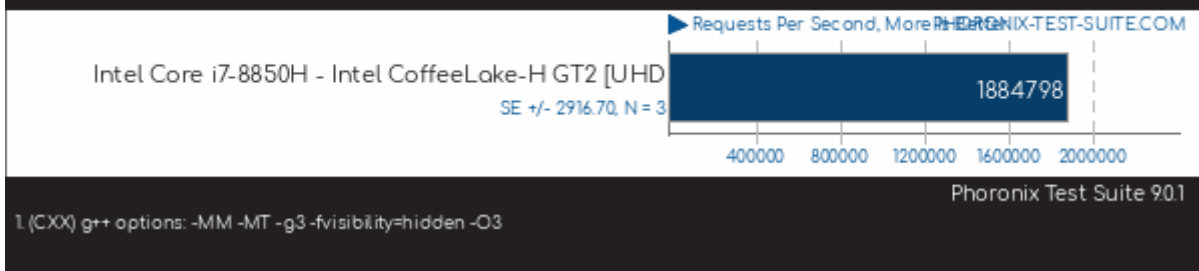 Requests Per Second, More Is Better
PHORONIX-TEST-SUITE.COM
Intel Core i7-8850H - Intel CoffeeLake-H GT2 [UHD
SE +/- 2916.70, N = 3
1884798
400000 800000 1200000 1600000 2000000
Phoronix Test Suite 9.0.1
1. (CXX) g++ options: -MM -MT -g3 -fvisibility=hidden -O3